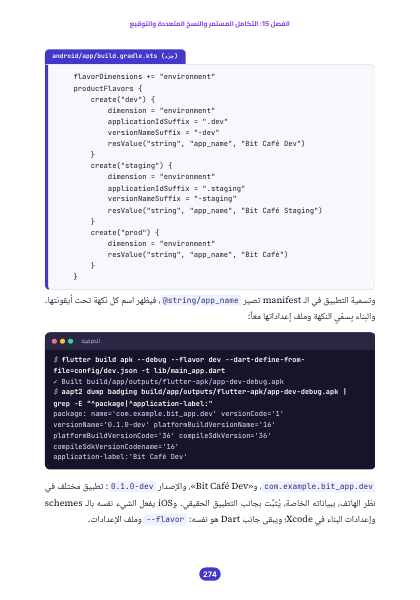 الفصل 15: التكامل المستمر والنسخ المتعددة والتوقيع
android/app/build.gradle.kts (جزء)
flavorDimensions += "environment"
productFlavors {
create("dev") {
dimension = "environment"
applicationIdSuffix = ".dev"
versionNameSuffix = "-dev"
resValue("string", "app_name", "Bit Café Dev")
}
create("staging") {
dimension = "environment"
applicationIdSuffix = ".staging"
versionNameSuffix = "-staging"
resValue("string", "app_name", "Bit Café Staging")
}
create("prod") {
dimension = "environment"
resValue("string", "app_name", "Bit Café")
}
}
وتسمية التطبيق في الـ manifest تصير @string/app_name، فيظهر اسم كل نكهة تحت أيقونتها.
والبناء يسمّي النكهة وملف إعداداتها معاً:
الطرفية
$ flutter build apk --debug --flavor dev --dart-define-from-
file=config/dev.json -t lib/main_app.dart
✓ Built build/app/outputs/flutter-apk/app-dev-debug.apk
$ aapt2 dump badging build/app/outputs/flutter-apk/app-dev-debug.apk |
grep -E "^package|^application-label:"
package: name='com.example.bit_app.dev' versionCode='1'
versionName='0.1.0-dev' platformBuildVersionName='16'
platformBuildVersionCode='36' compileSdkVersion='36'
compileSdkVersionCodename='16'
application-label:'Bit Café Dev'
com.example.bit_app.dev، و«Bit Café Dev»، والإصدار 0.1.0-dev: تطبيق مختلف في
نظر الهاتف، ببياناته الخاصة، يُثبَّت بجانب التطبيق الحقيقي. وiOS يفعل الشيء نفسه بالـ schemes
وإعدادات البناء في Xcode؛ ويبقى جانب Dart هو نفسه: --flavor وملف الإعدادات.
274